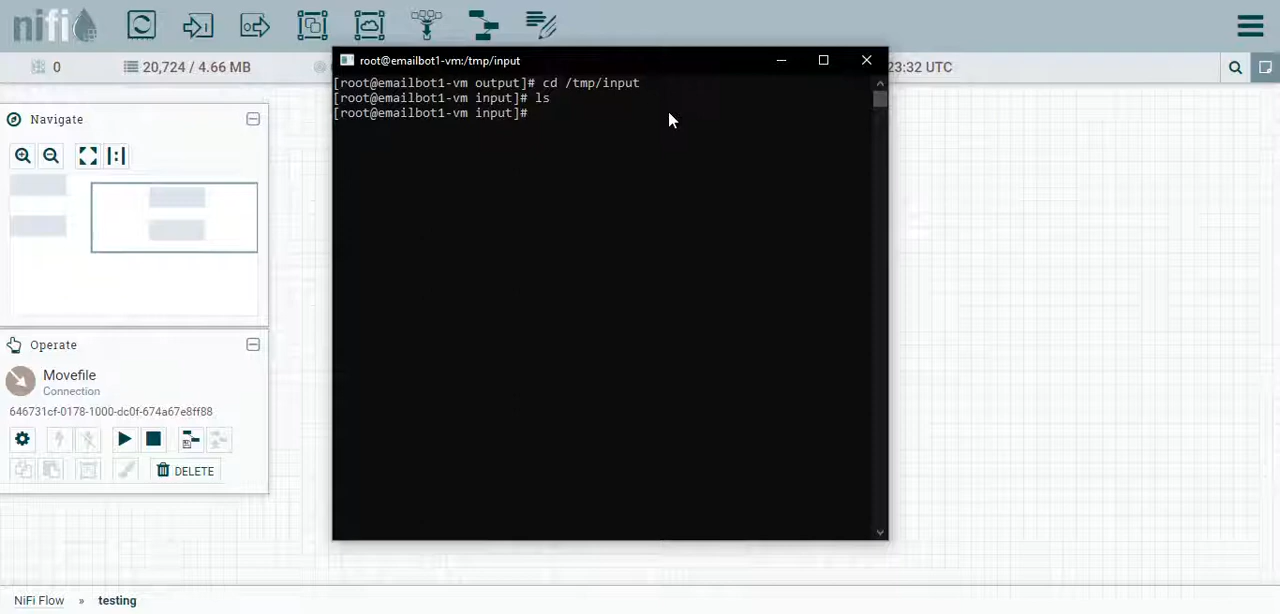 nifi
0
20,724 / 4.66 MB
23:32 UTC
root@emailbot1-vm:/tmp/input
[root@emailbot1-vm output]# cd /tmp/input
[root@emailbot1-vm input]# ls
[root@emailbot1-vm input]#
Navigate
Operate
Movefile
Connection
646731cf-0178-1000-dc0f-674a67e8ff88
DELETE
NiFi Flow » testing